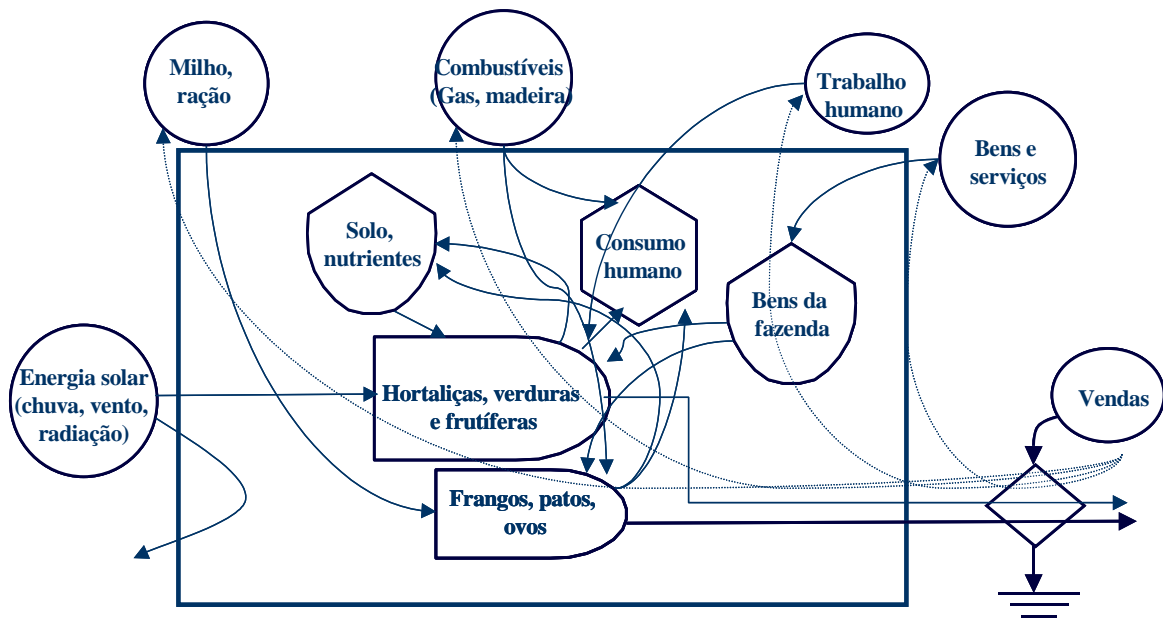 Milho,
ração
Combustíveis
(Gas, madeira)
Trabalho
humano
Bens e
serviços
Solo,
nutrientes
Consumo
humano
Bens da
fazenda
Energia solar
(chuva, vento,
radiação)
Hortaliças, verduras
e frutíferas
Vendas
Frangos, patos,
ovos